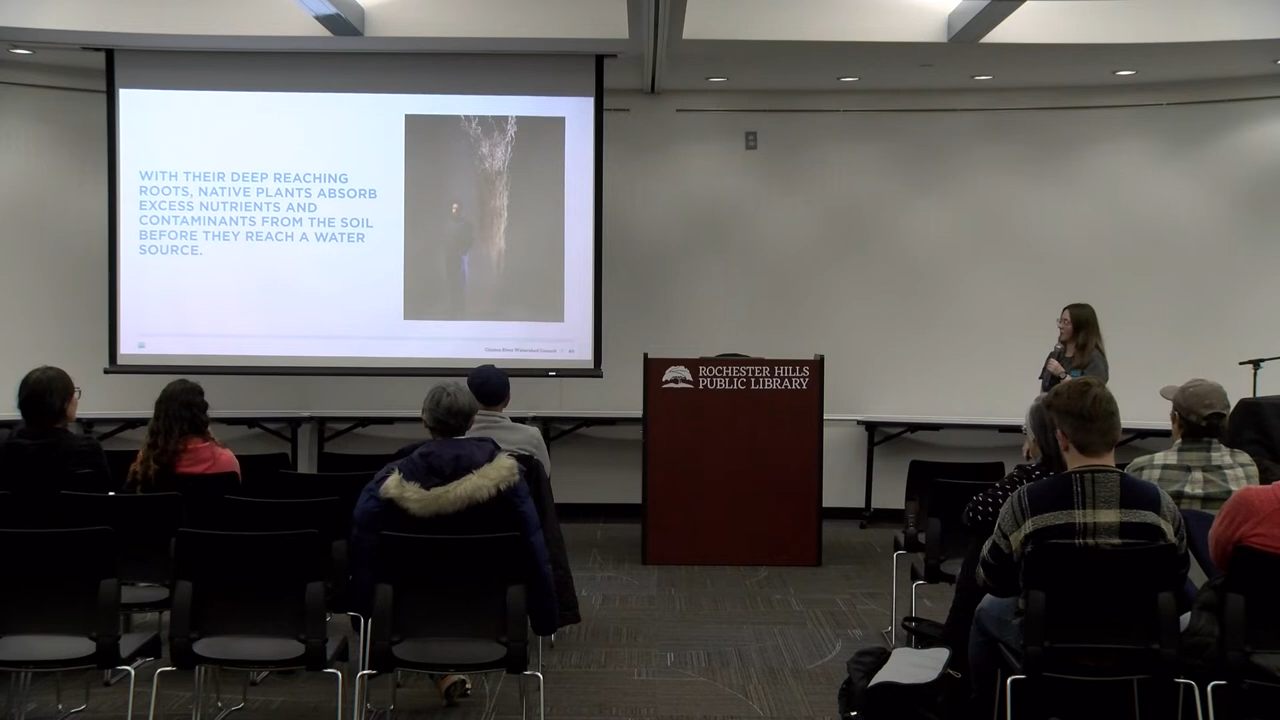 WITH THEIR DEEP REACHING
ROOTS, NATIVE PLANTS ABSORB
EXCESS NUTRIENTS AND
CONTAMINANTS FROM THE SOIL
BEFORE THEY REACH A WATER
SOURCE.
Clinton River Watershed Council
ROCHESTER HILLS
PUBLIC LIBRARY